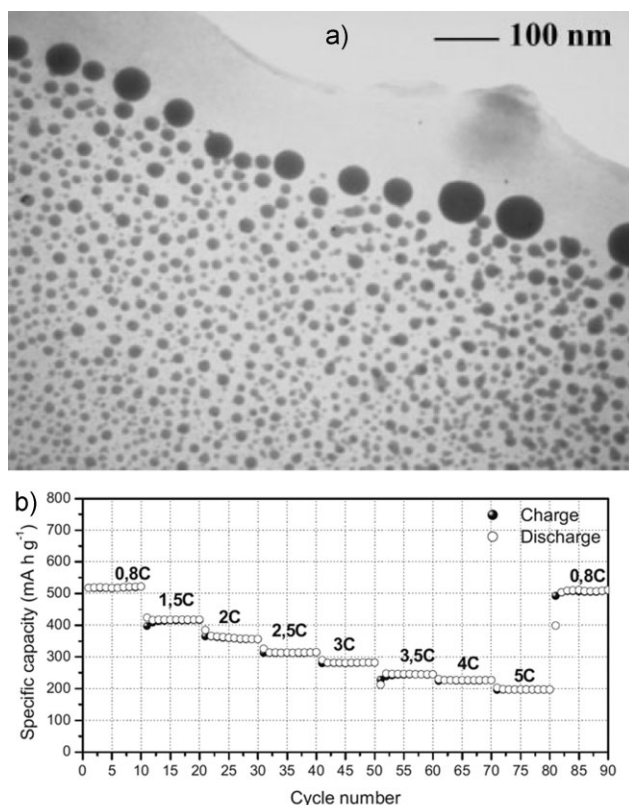 a)
100 nm
b)
800
700
600
500
400
300
200
100
0
Specific capacity (mA h g⁻¹)
0,8C
1,5C
2C
2,5C
3C
3,5C
4C
5C
0,8C
Charge
Discharge
0 5 10 15 20 25 30 35 40 45 50 55 60 65 70 75 80 85 90
Cycle number